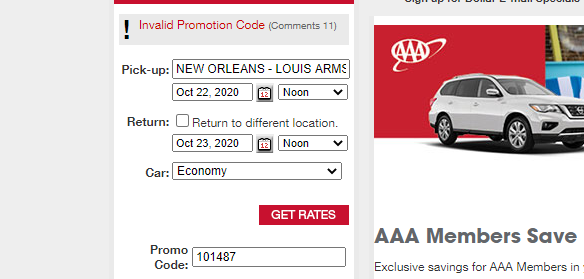 Invalid Promotion Code (Comments 11)
Pick-up: NEW ORLEANS - LOUIS ARMS
Oct 22, 2020 12 Noon
Return: Return to different location.
Oct 23, 2020 12 Noon
Car: Economy
GET RATES
Promo
Code: 101487
Sign up for Dollar E-mail Specials
AAA
AAA Members Save
Exclusive savings for AAA Members in